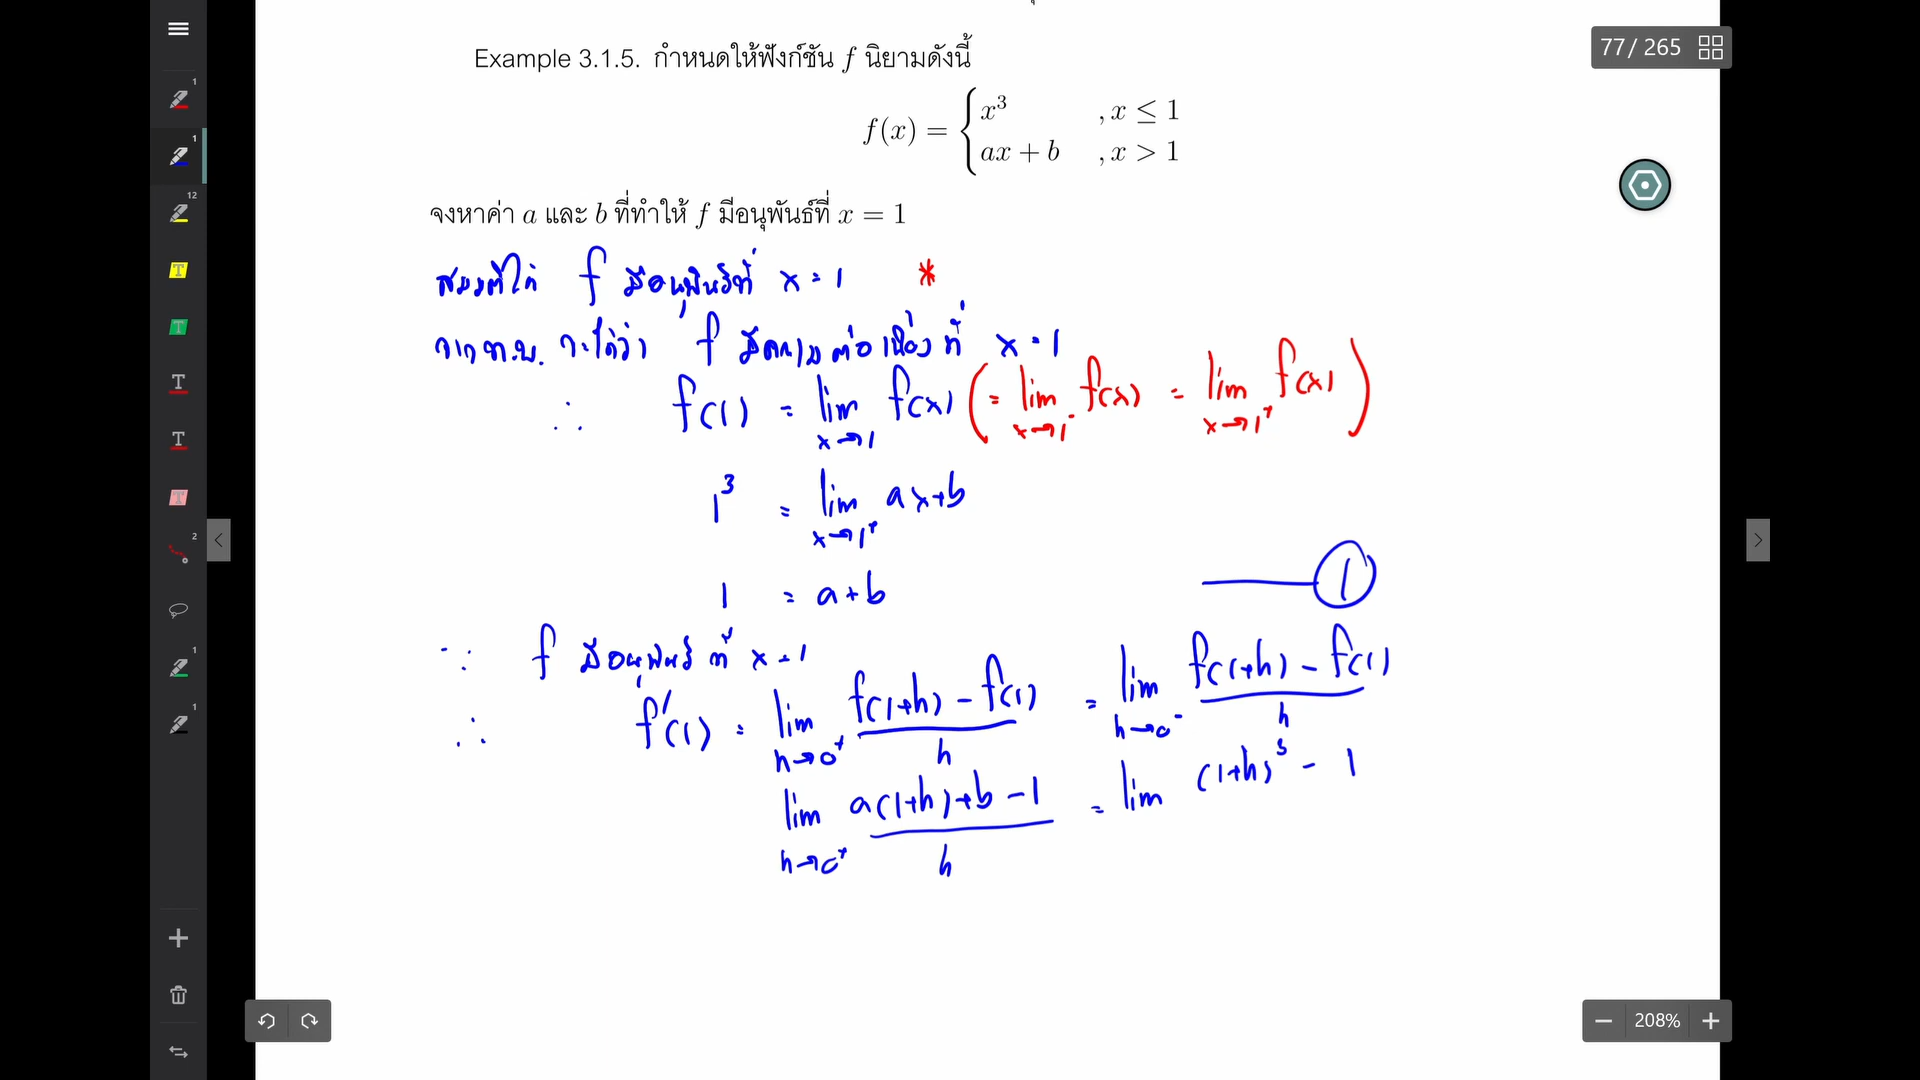 77 / 265
Example 3.1.5. กำหนดให้ฟังก์ชัน f นิยามดังนี้
f(x) = { x³ , x ≤ 1
ax + b , x > 1
จงหาค่า a และ b ที่ทำให้ f มีอนุพันธ์ที่ x = 1
สมมติให้ f มีอนุพันธ์ที่ x = 1 *
จาก ท.บ. จะได้ว่า f มีความต่อเนื่องที่ x = 1
∴ f(1) = lim x→1 f(x) ( = lim x→1⁻ f(x) = lim x→1⁺ f(x) )
1³ = lim x→1⁺ ax+b
1 = a+b ——— ①
∵ f มีอนุพันธ์ ที่ x = 1
∴ f'(1) = lim h→0⁺ (f(1+h) - f(1))/h = lim h→0⁻ (f(1+h) - f(1))/h
lim h→0⁺ (a(1+h)+b-1)/h = lim (1+h)³ - 1
208%